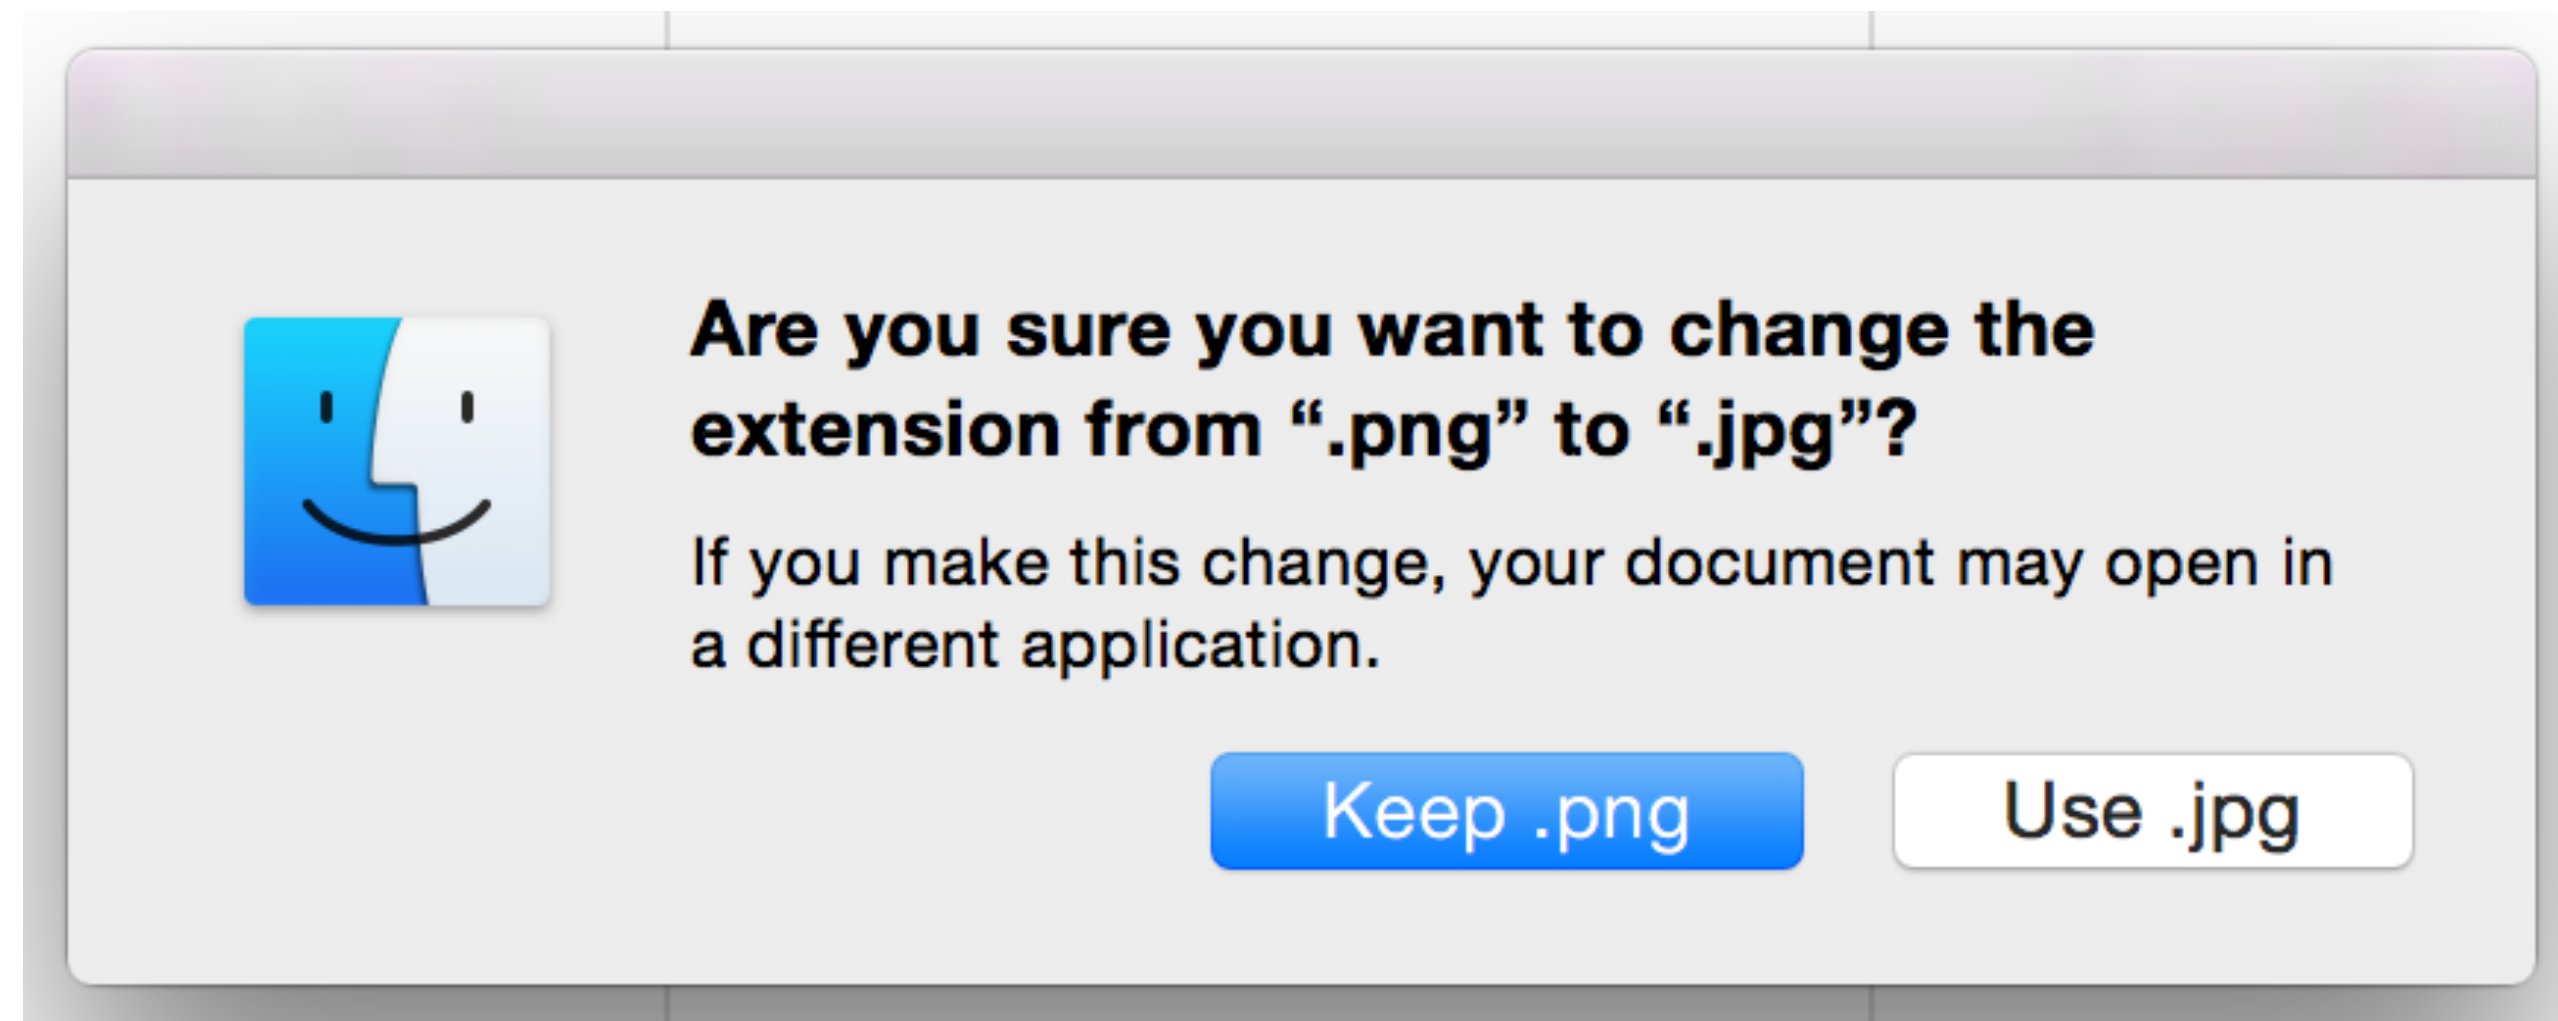 Are you sure you want to change the
extension from “.png” to “.jpg”?
If you make this change, your document may open in
a different application.
Keep .png
Use .jpg